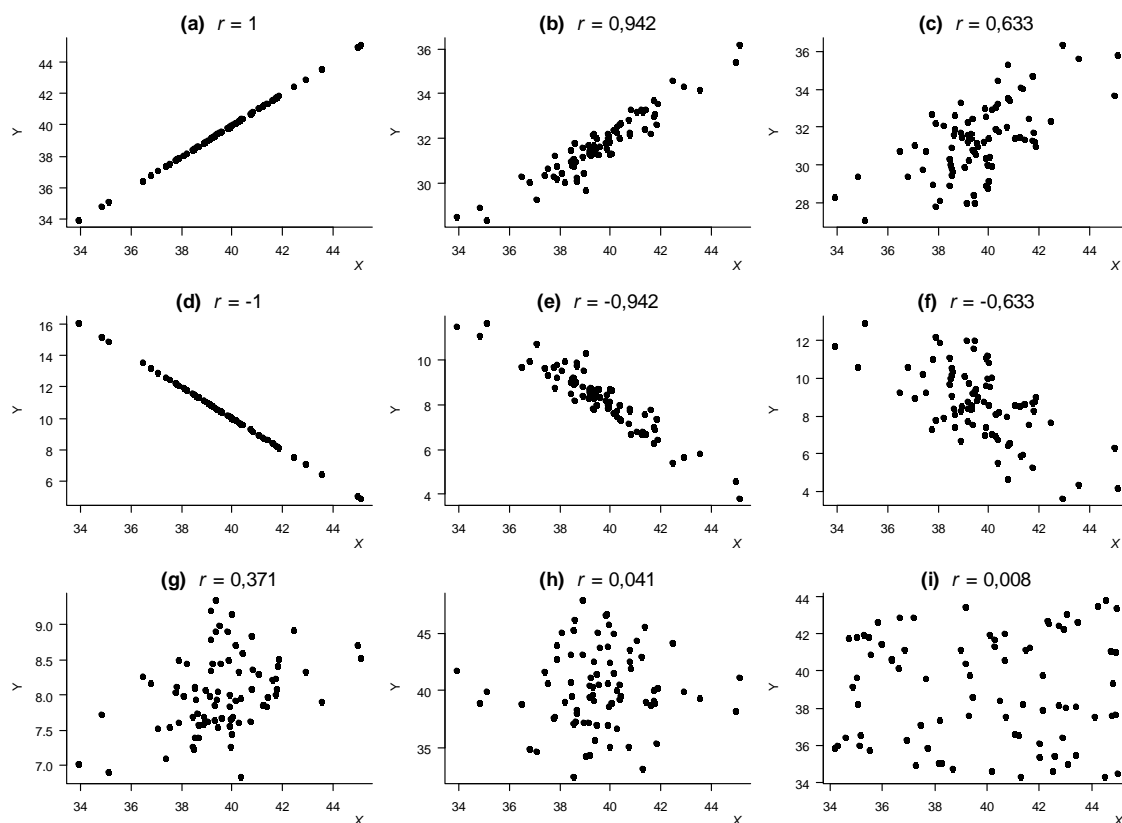 (a) r = 1
(b) r = 0,942
(c) r = 0,633
44
42
40
38
36
34
Y
34 36 38 40 42 44
X
36
34
32
30
Y
34 36 38 40 42 44
X
36
34
32
30
28
Y
34 36 38 40 42 44
X
(d) r = -1
(e) r = -0,942
(f) r = -0,633
16
14
12
10
8
6
Y
34 36 38 40 42 44
X
10
8
6
4
Y
34 36 38 40 42 44
X
12
10
8
6
4
Y
34 36 38 40 42 44
X
(g) r = 0,371
(h) r = 0,041
(i) r = 0,008
9.0
8.5
8.0
7.5
7.0
Y
34 36 38 40 42 44
X
45
40
35
Y
34 36 38 40 42 44
X
44
42
40
38
36
34
Y
34 36 38 40 42 44
X